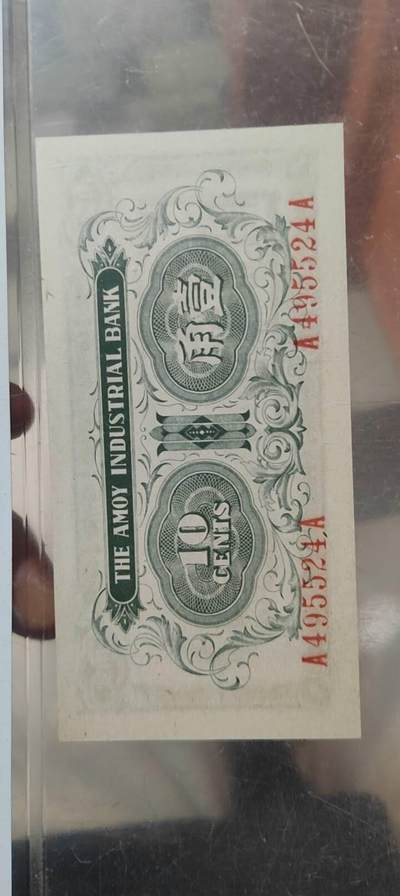 THE AMOY INDUSTRIAL BANK
10
CENTS
壹角
A495524A
A495524A